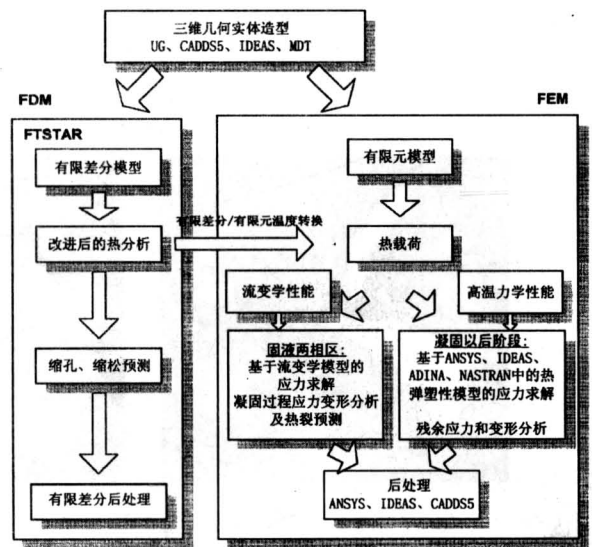 三维几何实体造型
UG、CADDS5、IDEAS、MDT
FDM
FEM
FTSTAR
有限差分模型
改进后的热分析
缩孔、缩松预测
有限差分后处理
有限差分/有限元温度转换
有限元模型
热载荷
流变学性能
高温力学性能
固液两相区:
基于流变学模型的
应力求解
凝固过程应力变形分析
及热裂预测
凝固以后阶段:
基于ANSYS、IDEAS、
ADINA、NASTRAN中的热
弹塑性模型的应力求解
残余应力和变形分析
后处理
ANSYS、IDEAS、CADDS5